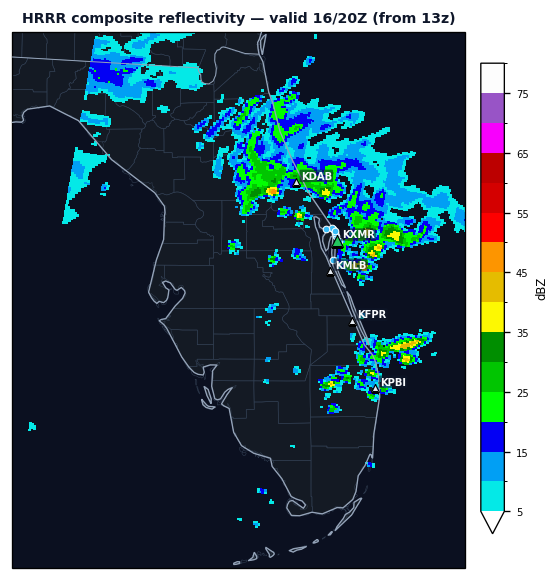 HRRR composite reflectivity — valid 16/20Z (from 13z)
KDAB
KXMR
KMLB
KFPR
KPBI
75
65
55
45
35
25
15
5
dBZ